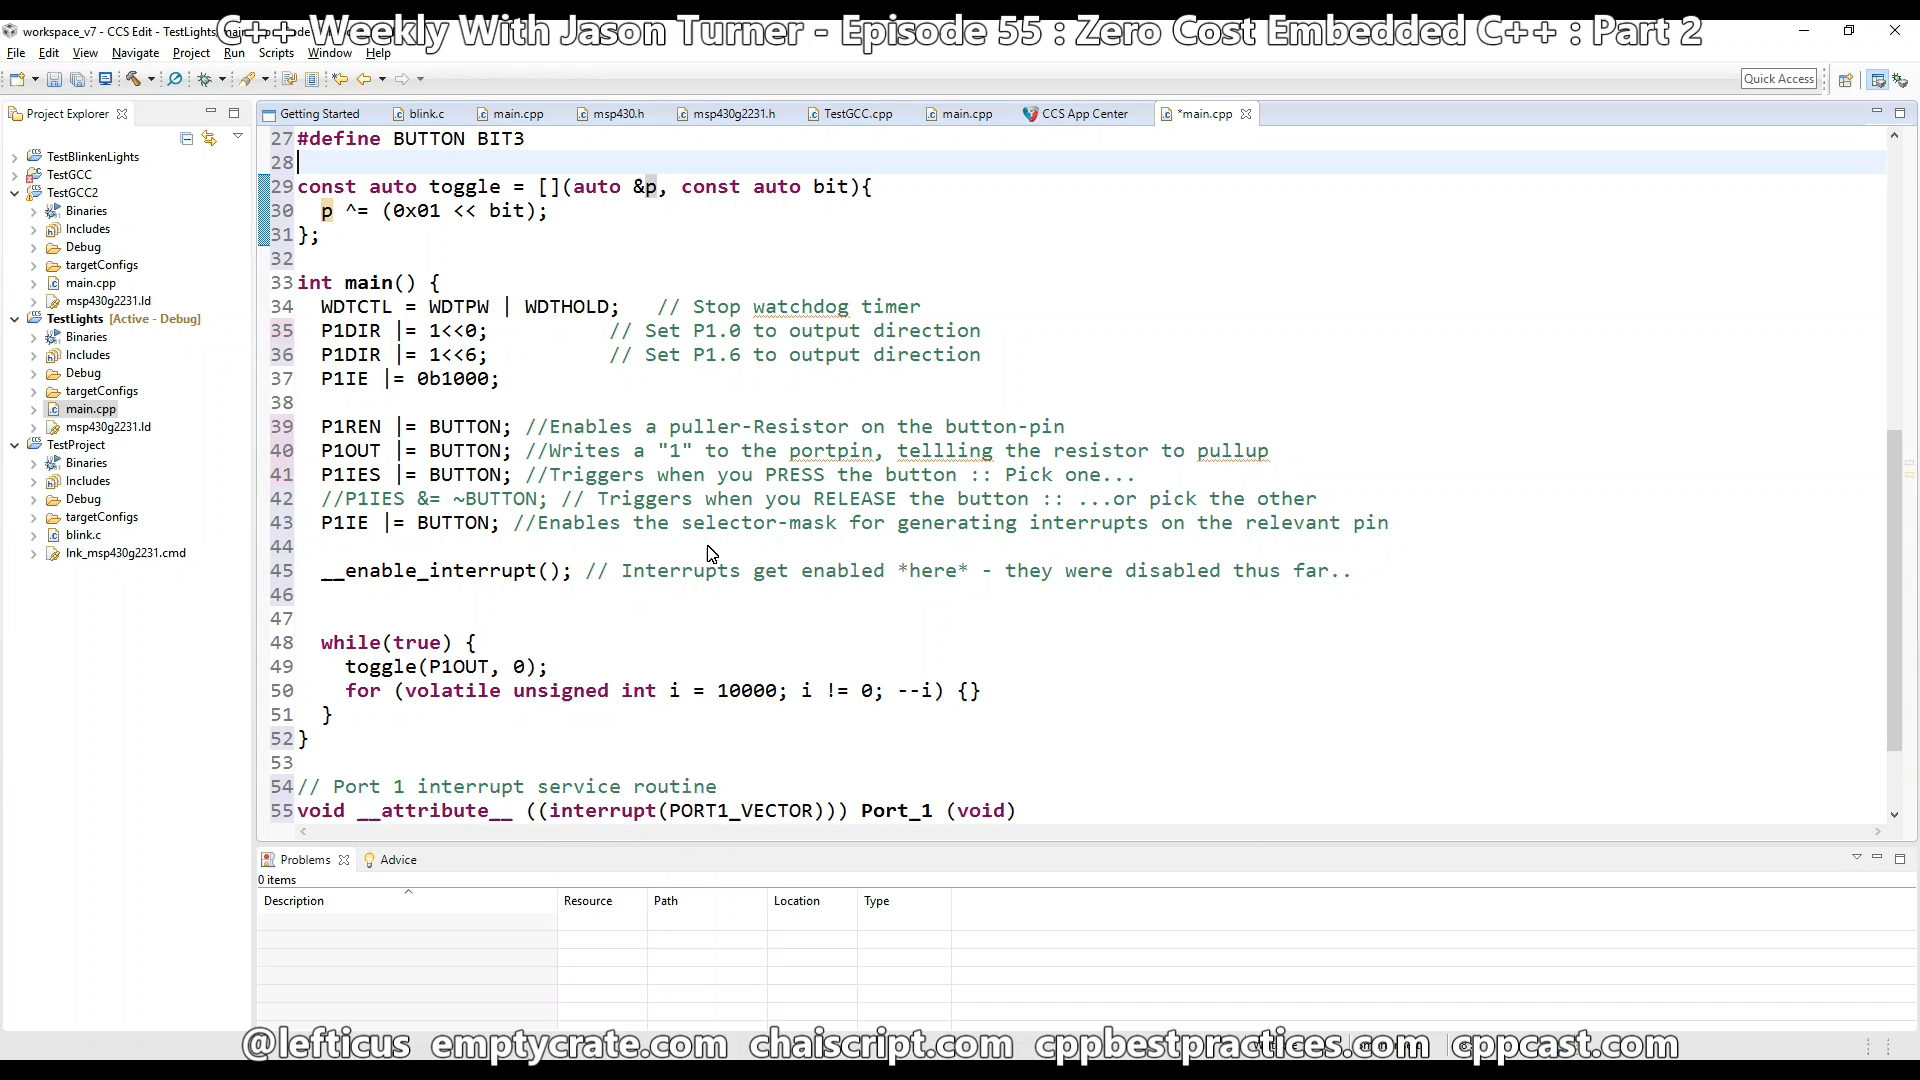 C++ Weekly With Jason Turner - Episode 55 : Zero Cost Embedded C++ : Part 2
workspace_v7 - CCS Edit - TestLights
File Edit View Navigate Project Run Scripts Window Help
Quick Access
Project Explorer
Getting Started blink.c main.cpp msp430.h msp430g2231.h TestGCC.cpp main.cpp CCS App Center *main.cpp
TestBlinkenLights
TestGCC
TestGCC2
Binaries
Includes
Debug
targetConfigs
main.cpp
msp430g2231.ld
TestLights [Active - Debug]
Binaries
Includes
Debug
targetConfigs
main.cpp
msp430g2231.ld
TestProject
Binaries
Includes
Debug
targetConfigs
blink.c
lnk_msp430g2231.cmd
27 #define BUTTON BIT3
28
29 const auto toggle = [](auto &p, const auto bit){
30 p ^= (0x01 << bit);
31 };
32
33 int main() {
34 WDTCTL = WDTPW | WDTHOLD; // Stop watchdog timer
35 P1DIR |= 1<<0; // Set P1.0 to output direction
36 P1DIR |= 1<<6; // Set P1.6 to output direction
37 P1IE |= 0b1000;
38
39 P1REN |= BUTTON; //Enables a puller-Resistor on the button-pin
40 P1OUT |= BUTTON; //Writes a "1" to the portpin, tellling the resistor to pullup
41 P1IES |= BUTTON; //Triggers when you PRESS the button :: Pick one...
42 //P1IES &= ~BUTTON; // Triggers when you RELEASE the button :: ...or pick the other
43 P1IE |= BUTTON; //Enables the selector-mask for generating interrupts on the relevant pin
44
45 __enable_interrupt(); // Interrupts get enabled *here* - they were disabled thus far..
46
47
48 while(true) {
49 toggle(P1OUT, 0);
50 for (volatile unsigned int i = 10000; i != 0; --i) {}
51 }
52 }
53
54 // Port 1 interrupt service routine
55 void __attribute__ ((interrupt(PORT1_VECTOR))) Port_1 (void)
Problems Advice
0 items
Description Resource Path Location Type
@lefticus emptycrate.com chaiscript.com cppbestpractices.com cppcast.com